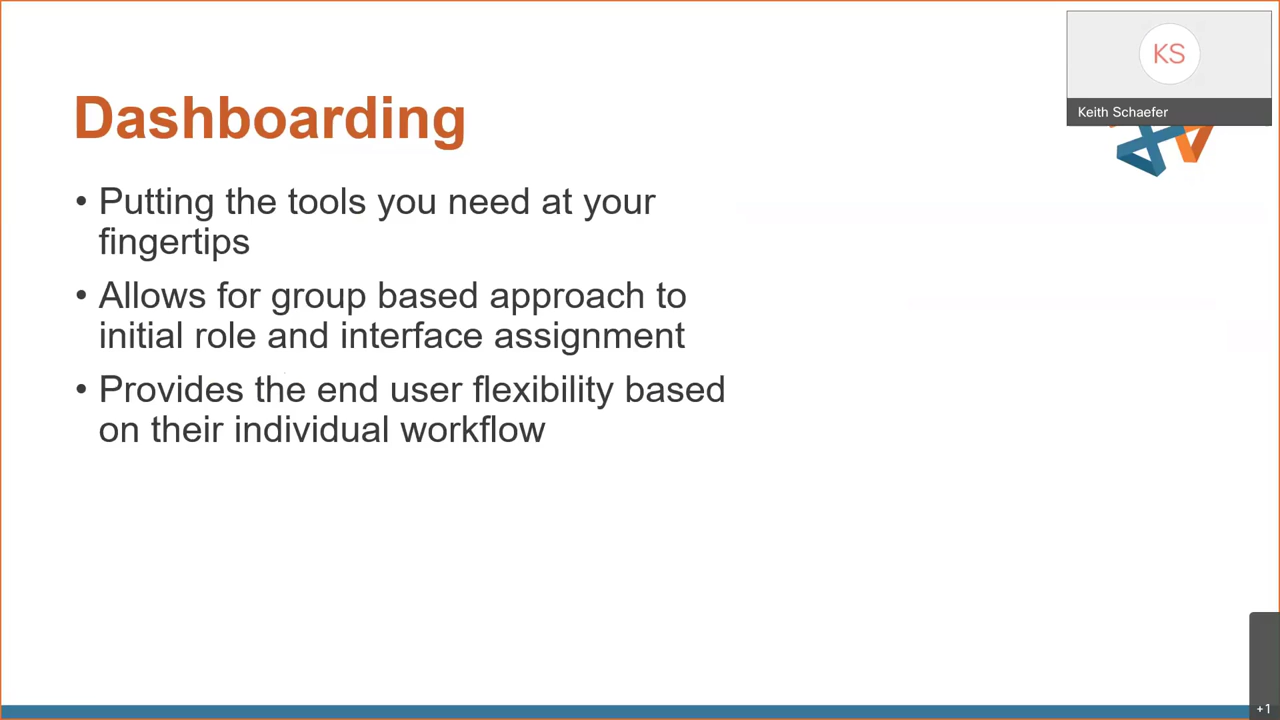 KS
Keith Schaefer
Dashboarding
• Putting the tools you need at your
fingertips
• Allows for group based approach to
initial role and interface assignment
• Provides the end user flexibility based
on their individual workflow
+1